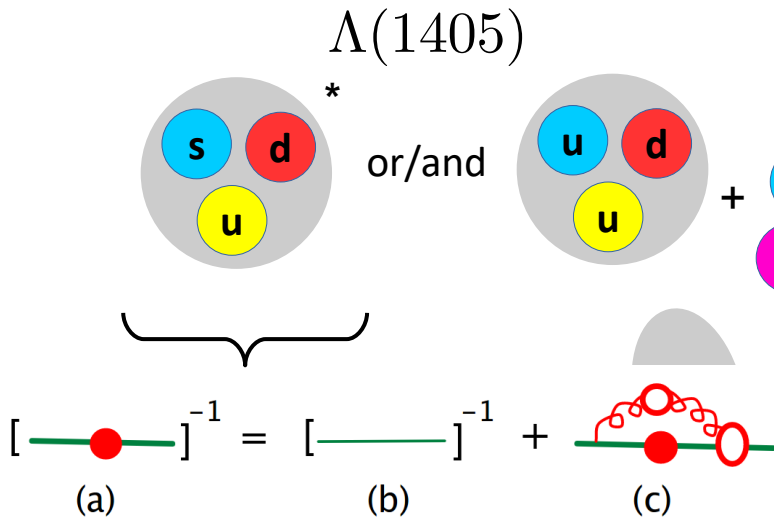 Λ(1405)
s d * or/and u d
u u +
[ ]⁻¹ = [ ]⁻¹ +
(a) (b) (c)